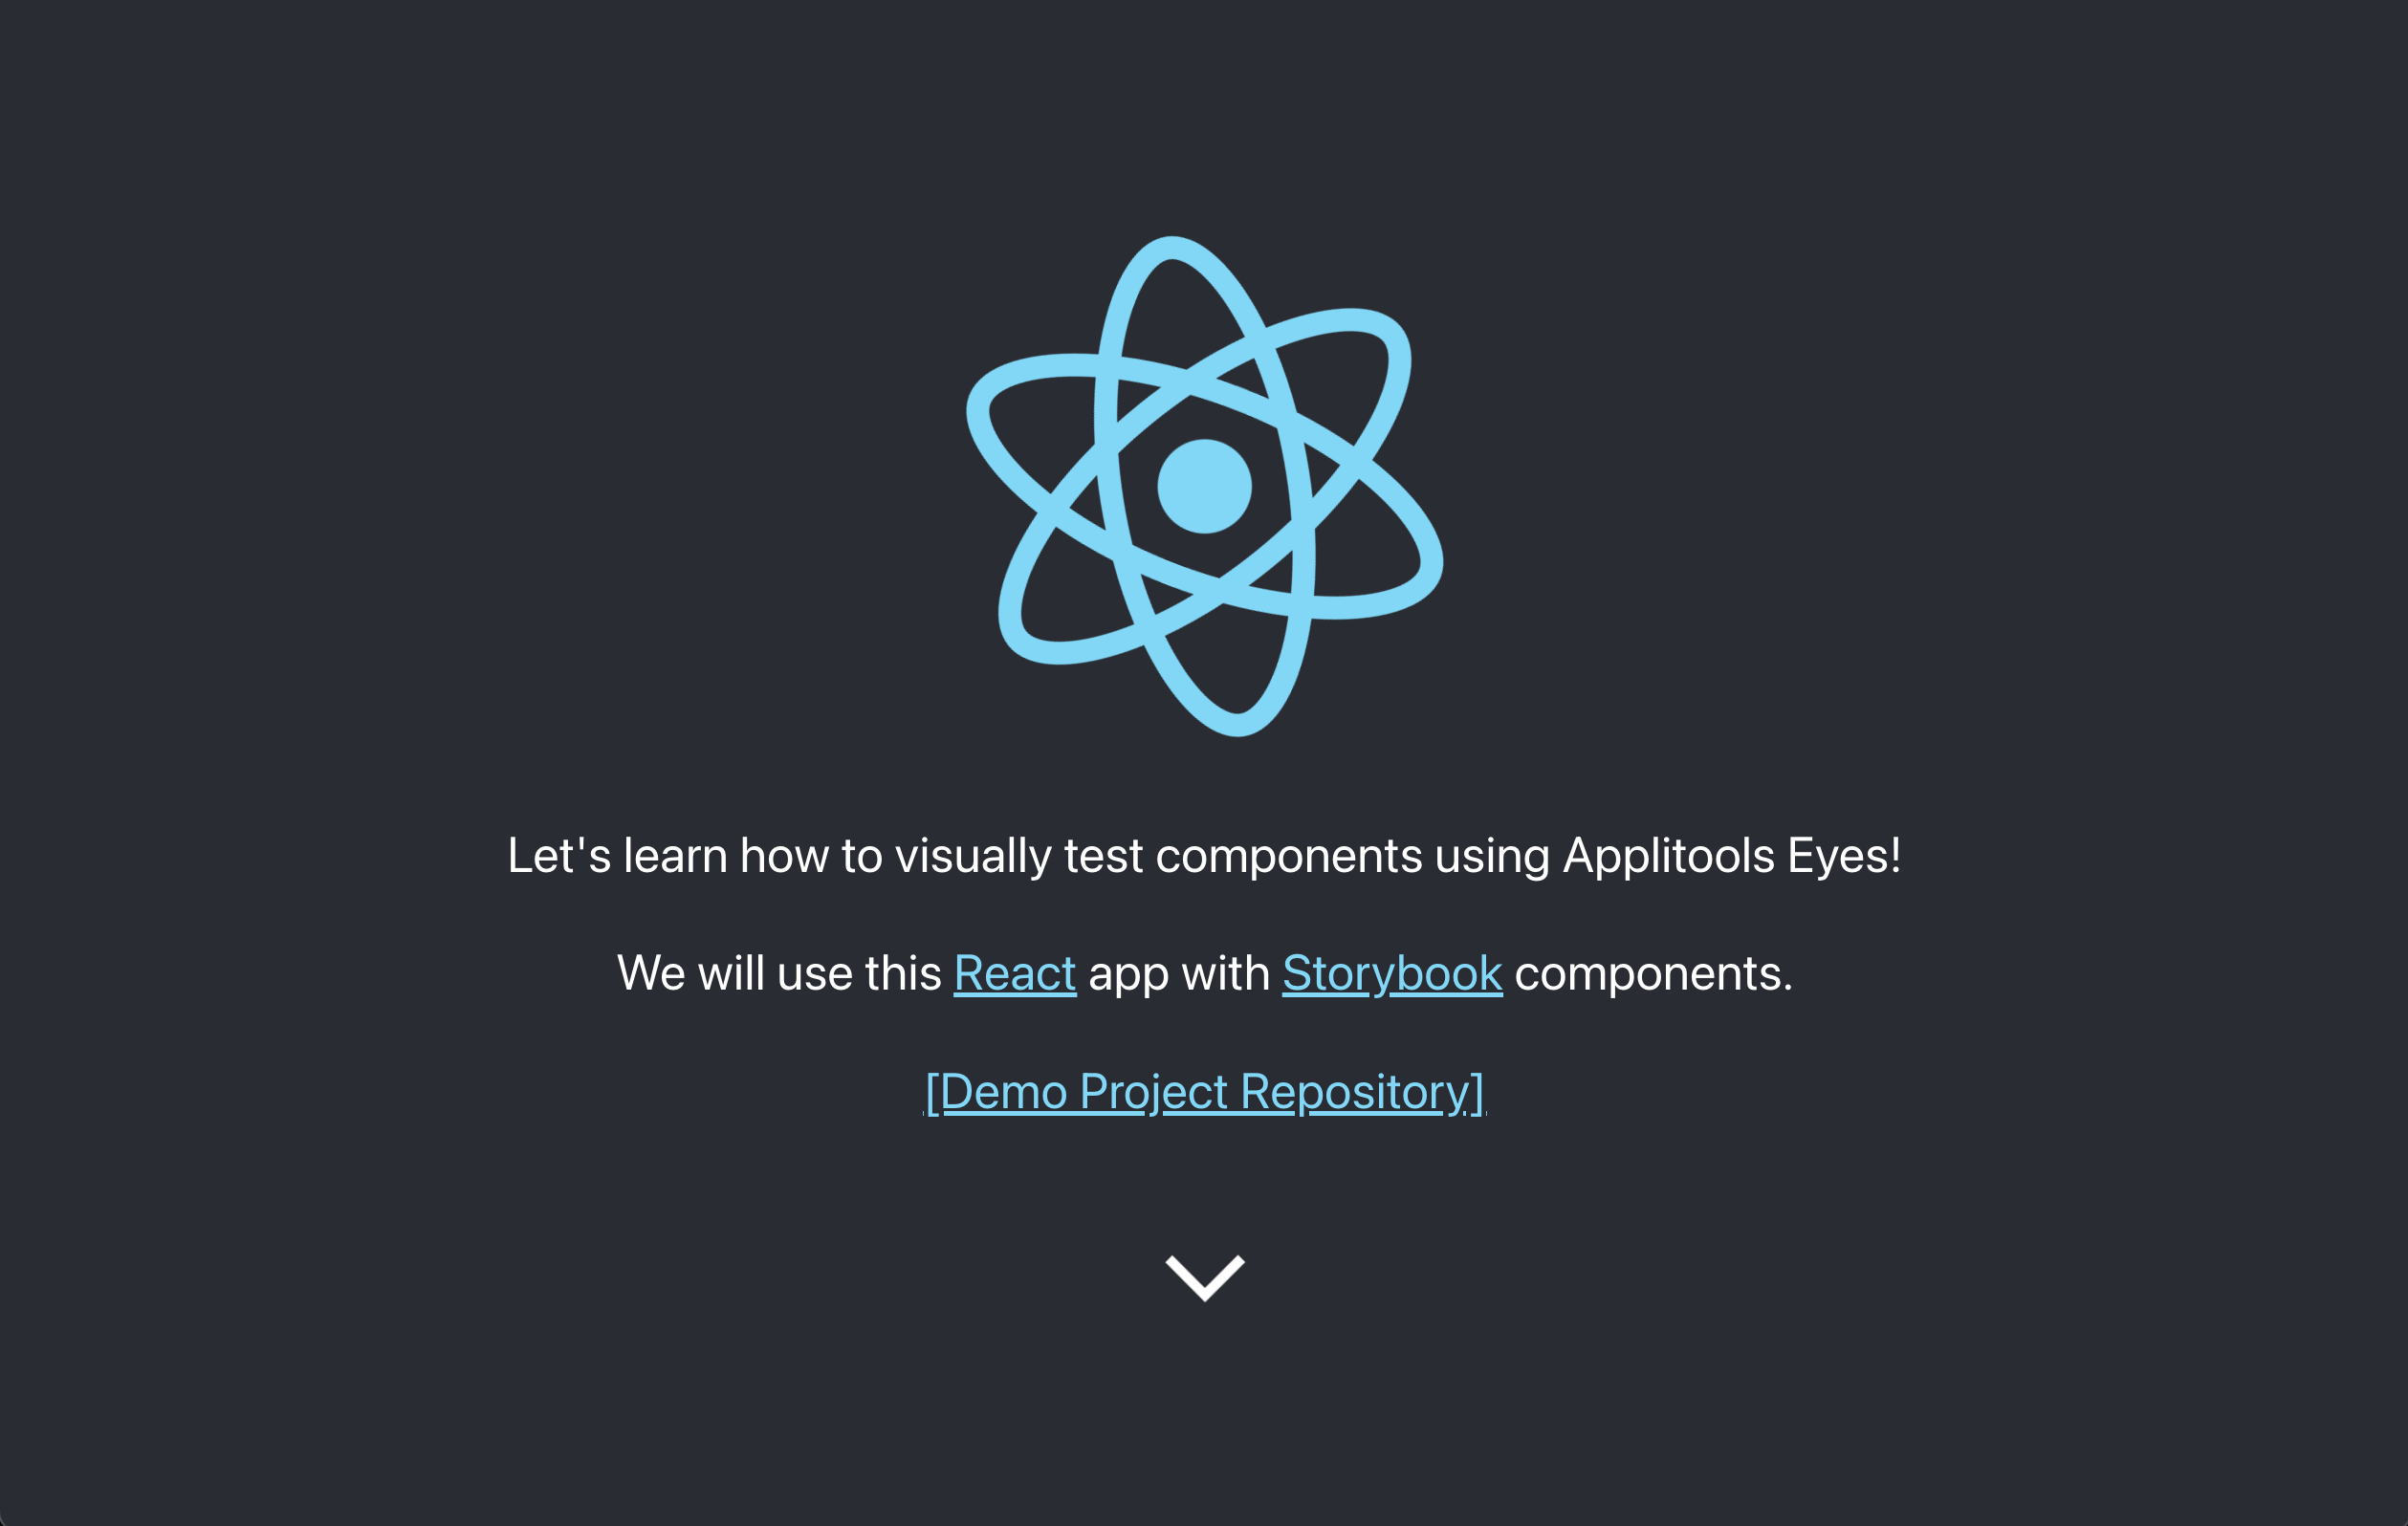 Let's learn how to visually test components using Applitools Eyes!
We will use this React app with Storybook components.
[Demo Project Repository]